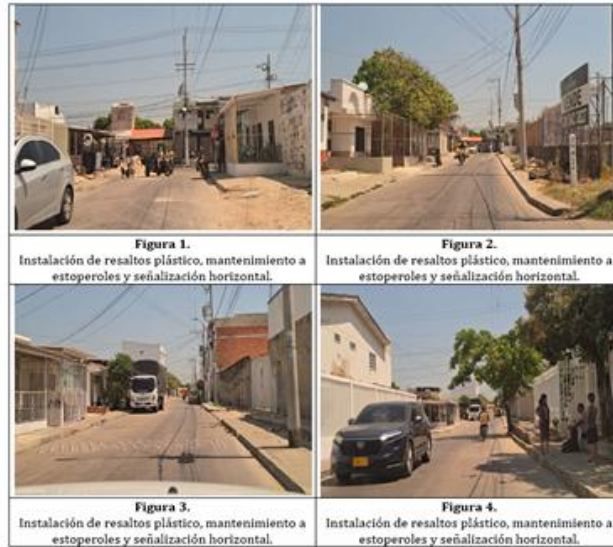 Figura 1.
Instalación de resaltos plástico, mantenimiento a
estoperoles y señalización horizontal.
Figura 2.
Instalación de resaltos plástico, mantenimiento a
estoperoles y señalización horizontal.
Figura 3.
Instalación de resaltos plástico, mantenimiento a
estoperoles y señalización horizontal.
Figura 4.
Instalación de resaltos plástico, mantenimiento a
estoperoles y señalización horizontal.